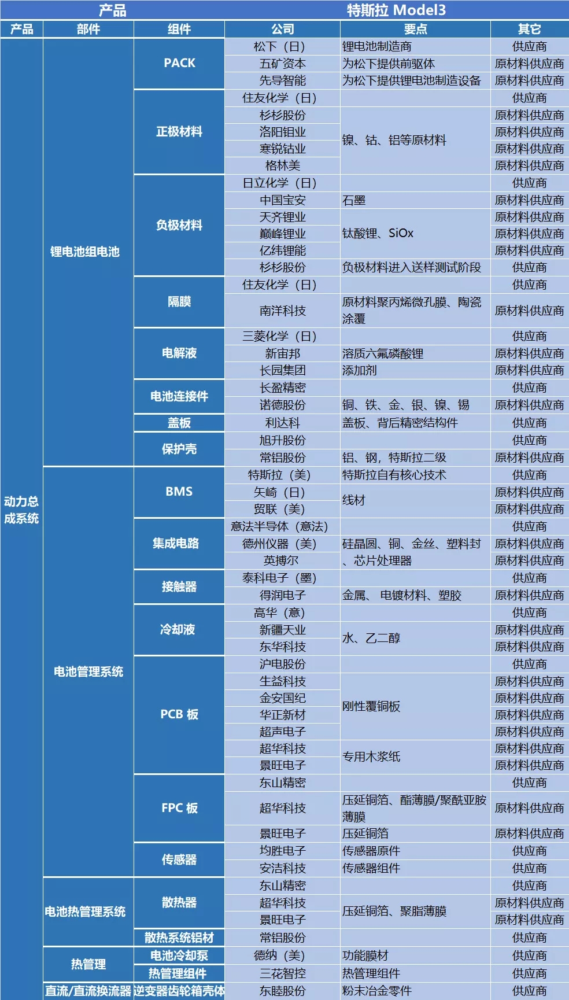 产品 特斯拉 Model3
产品 部件 组件 公司 要点 其它
动力总成系统
锂电池组电池
PACK
松下（日） 锂电池制造商 供应商
五矿资本 为松下提供前驱体 原材料供应商
先导智能 为松下提供锂电池制造设备 原材料供应商
正极材料
住友化学（日） 供应商
杉杉股份 镍、钴、铝等原材料 原材料供应商
洛阳钼业 原材料供应商
寒锐钴业 原材料供应商
格林美 原材料供应商
负极材料
日立化学（日） 供应商
中国宝安 石墨 原材料供应商
天齐锂业 钛酸锂、SiOx 原材料供应商
巅峰锂业 原材料供应商
亿纬锂能 原材料供应商
杉杉股份 负极材料进入送样测试阶段 供应商
隔膜
住友化学（日） 供应商
南洋科技 原材料聚丙烯微孔膜、陶瓷涂覆 原材料供应商
电解液
三菱化学（日） 供应商
新宙邦 溶质六氟磷酸锂 原材料供应商
长园集团 添加剂 原材料供应商
电池连接件
长盈精密 供应商
诺德股份 铜、铁、金、银、镍、锡 原材料供应商
盖板
利达科 盖板、背后精密结构件 供应商
保护壳
旭升股份 供应商
常铝股份 铝、钢，特斯拉二级 原材料供应商
电池管理系统
BMS
特斯拉（美） 特斯拉自有核心技术 供应商
矢崎（日） 线材 原材料供应商
贸联（美） 原材料供应商
集成电路
意法半导体（意法） 供应商
德州仪器（美） 硅晶圆、铜、金丝、塑料封、芯片处理器 原材料供应商
英搏尔 原材料供应商
接触器
泰科电子（墨） 供应商
得润电子 金属、 电镀材料、塑胶 原材料供应商
冷却液
高华（意） 供应商
新疆天业 水、乙二醇 原材料供应商
东华科技 原材料供应商
PCB 板
沪电股份 供应商
生益科技 刚性覆铜板 原材料供应商
金安国纪 原材料供应商
华正新材 原材料供应商
超声电子 原材料供应商
超华科技 专用木浆纸 原材料供应商
景旺电子 原材料供应商
FPC 板
东山精密 供应商
超华科技 压延铜箔、酯薄膜/聚酰亚胺薄膜 原材料供应商
景旺电子 压延铜箔 原材料供应商
传感器
均胜电子 传感器原件 供应商
安洁科技 传感器组件 供应商
电池热管理系统
散热器
东山精密 供应商
超华科技 压延铜箔、聚脂薄膜 原材料供应商
景旺电子 原材料供应商
散热系统铝材
常铝股份 供应商
热管理
电池冷却泵
德纳（美） 功能膜材 供应商
热管理组件
三花智控 热管理组件 供应商
直流/直流换流器 逆变器齿轮箱壳体
东睦股份 粉末冶金零件 供应商